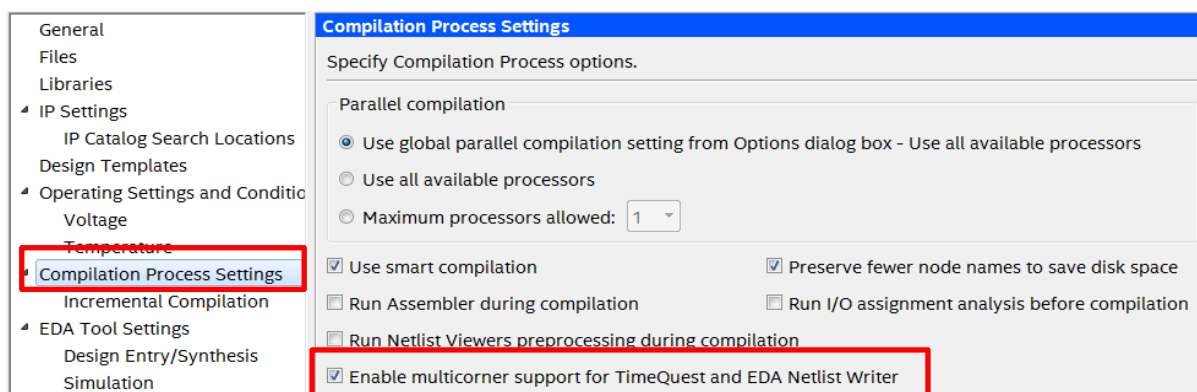 General
Files
Libraries
IP Settings
IP Catalog Search Locations
Design Templates
Operating Settings and Conditio
Voltage
Temperature
Compilation Process Settings
Incremental Compilation
EDA Tool Settings
Design Entry/Synthesis
Simulation
Compilation Process Settings
Specify Compilation Process options.
Parallel compilation
Use global parallel compilation setting from Options dialog box - Use all available processors
Use all available processors
Maximum processors allowed: 1
Use smart compilation Preserve fewer node names to save disk space
Run Assembler during compilation Run I/O assignment analysis before compilation
Run Netlist Viewers preprocessing during compilation
Enable multicorner support for TimeQuest and EDA Netlist Writer